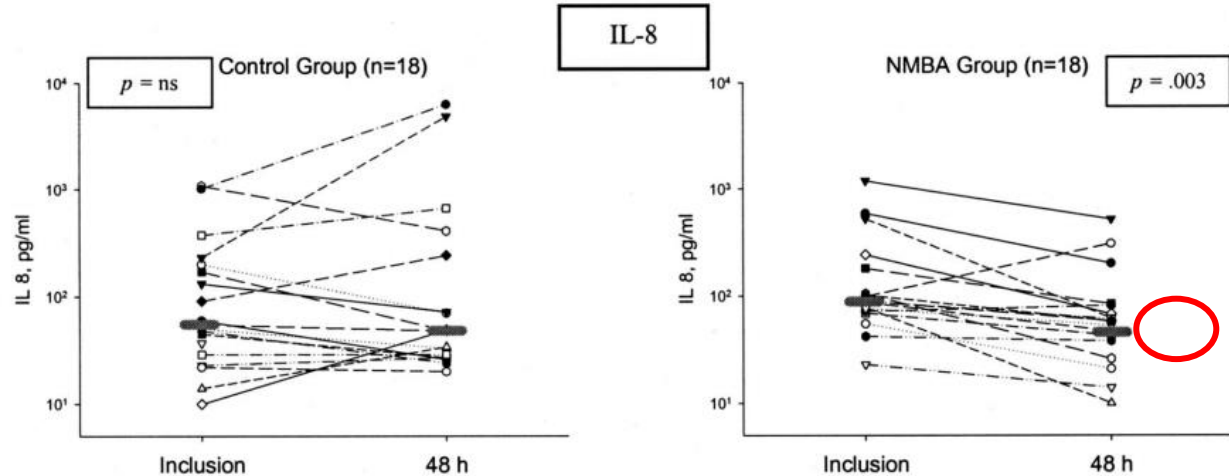 IL-8
Control Group (n=18)
p = ns
10⁴
10³
10²
10¹
IL 8, pg/ml
Inclusion
48 h
NMBA Group (n=18)
p = .003
10⁴
10³
10²
10¹
IL 8, pg/ml
Inclusion
48 h